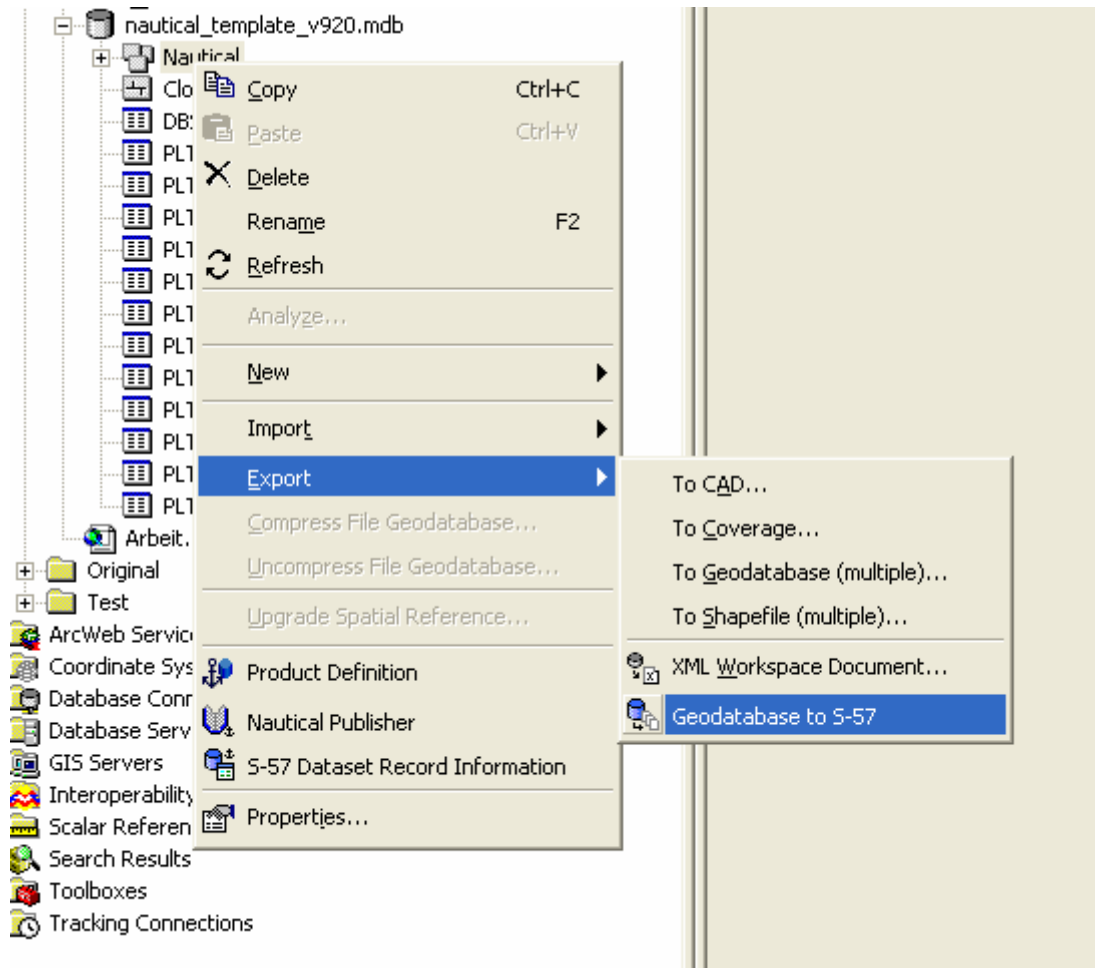 nautical_template_v920.mdb
Nautical
Clo
DB
PLT
PLT
PLT
PLT
PLT
PLT
PLT
PLT
PLT
PLT
PLT
PLT
Arbeit.
Original
Test
ArcWeb Servic
Coordinate Sys
Database Conn
Database Serv
GIS Servers
Interoperability
Scalar Referen
Search Results
Toolboxes
Tracking Connections
Copy Ctrl+C
Paste Ctrl+V
Delete
Rename F2
Refresh
Analyze...
New
Import
Export
Compress File Geodatabase...
Uncompress File Geodatabase...
Upgrade Spatial Reference...
Product Definition
Nautical Publisher
S-57 Dataset Record Information
Properties...
To CAD...
To Coverage...
To Geodatabase (multiple)...
To Shapefile (multiple)...
XML Workspace Document...
Geodatabase to S-57